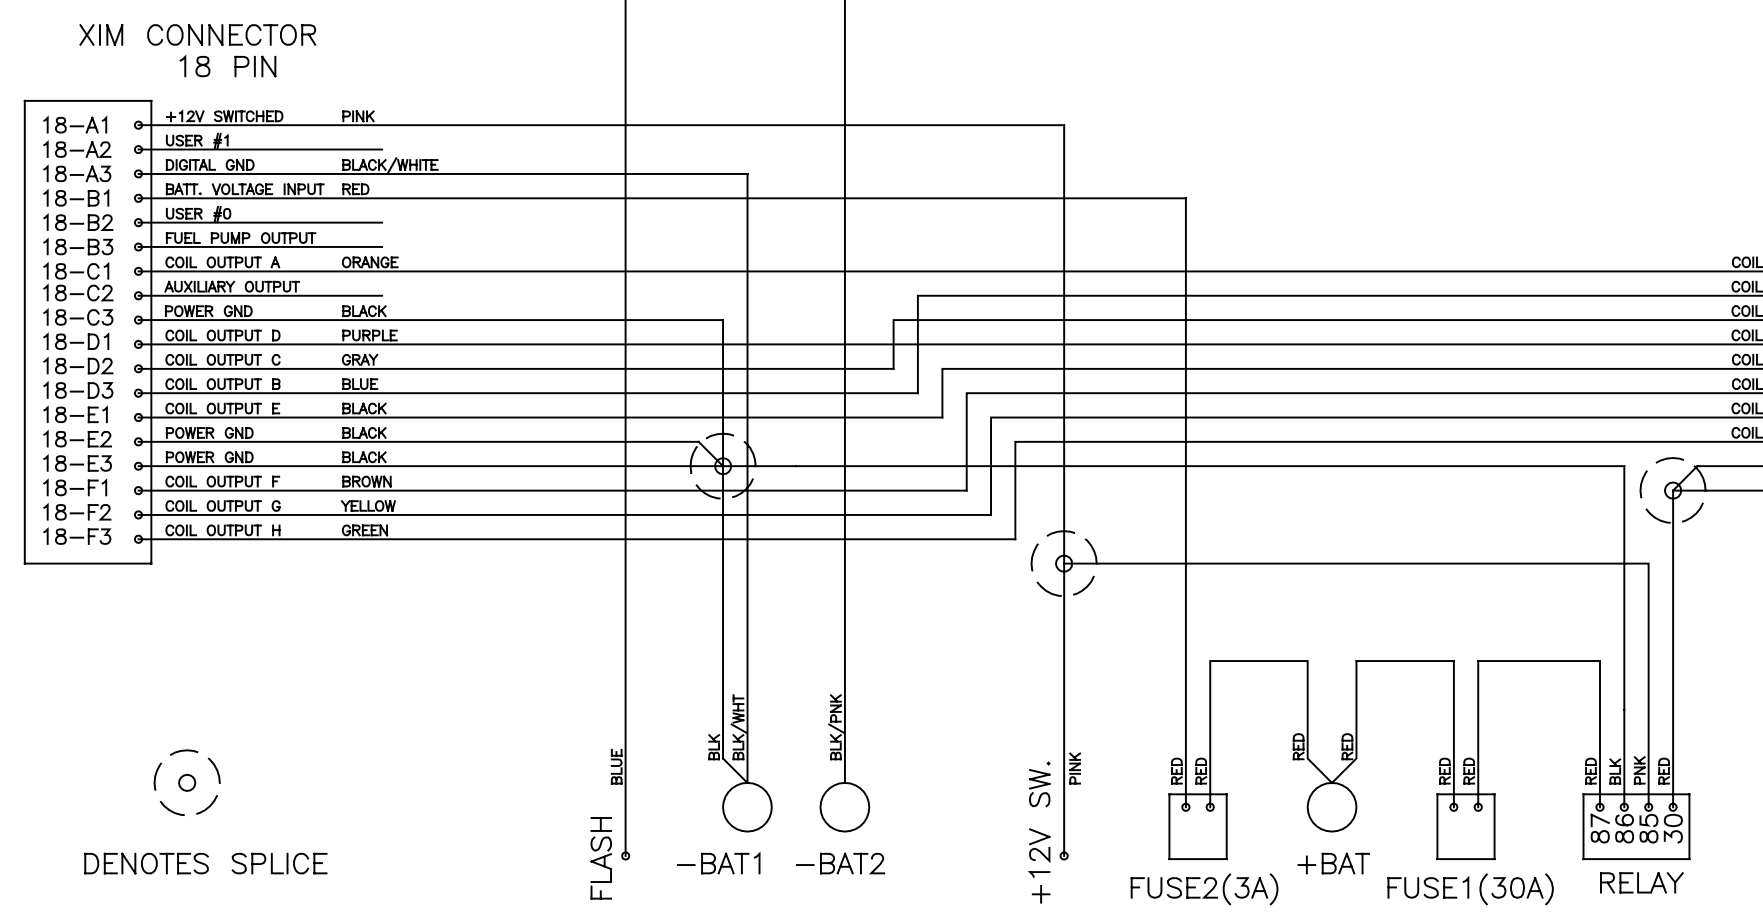 XIM CONNECTOR
18 PIN
18-A1 +12V SWITCHED PINK
18-A2 USER #1
18-A3 DIGITAL GND BLACK/WHITE
18-B1 BATT. VOLTAGE INPUT RED
18-B2 USER #0
18-B3 FUEL PUMP OUTPUT
18-C1 COIL OUTPUT A ORANGE COIL
18-C2 AUXILIARY OUTPUT COIL
18-C3 POWER GND BLACK COIL
18-D1 COIL OUTPUT D PURPLE COIL
18-D2 COIL OUTPUT C GRAY COIL
18-D3 COIL OUTPUT B BLUE COIL
18-E1 COIL OUTPUT E BLACK COIL
18-E2 POWER GND BLACK COIL
18-E3 POWER GND BLACK
18-F1 COIL OUTPUT F BROWN
18-F2 COIL OUTPUT G YELLOW
18-F3 COIL OUTPUT H GREEN
DENOTES SPLICE
BLUE
FLASH
BLK
BLK/WHT
-BAT1
BLK/PNK
-BAT2
+12V SW.
PINK
RED
RED
FUSE2(3A)
RED
RED
+BAT
RED
RED
FUSE1(30A)
RED
BLK
PNK
RED
87
86
85
30
RELAY